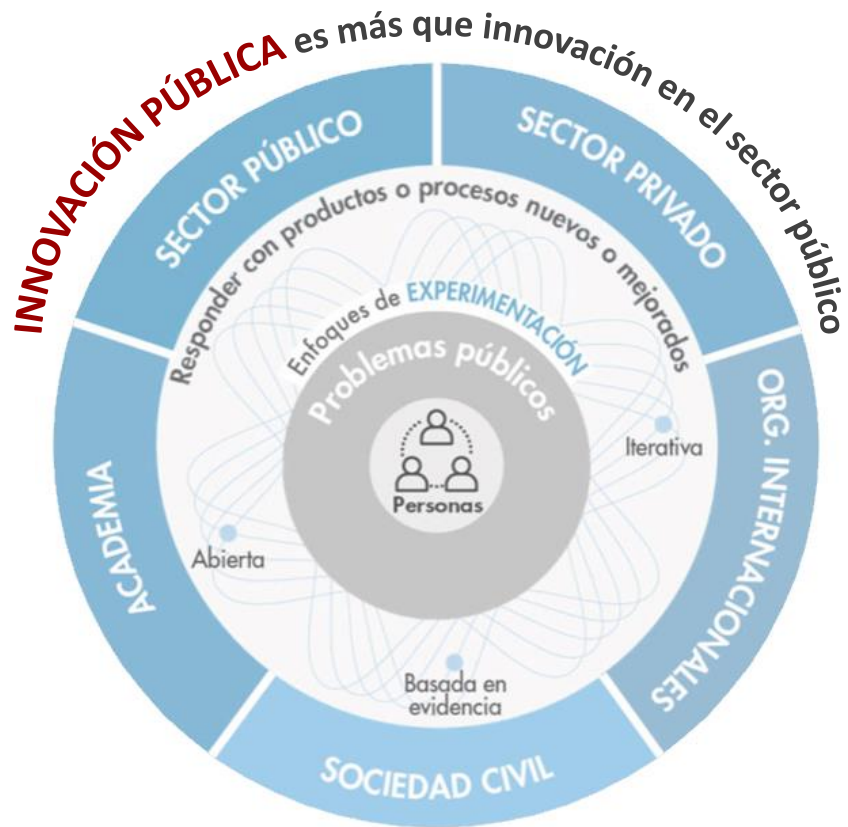 INNOVACIÓN PÚBLICA es más que innovación en el sector público
SECTOR PÚBLICO
SECTOR PRIVADO
Responder con productos o procesos nuevos o mejorados
Enfoques de EXPERIMENTACIÓN
Problemas públicos
Personas
Iterativa
Abierta
Basada en
evidencia
ACADEMIA
ORG. INTERNACIONALES
SOCIEDAD CIVIL